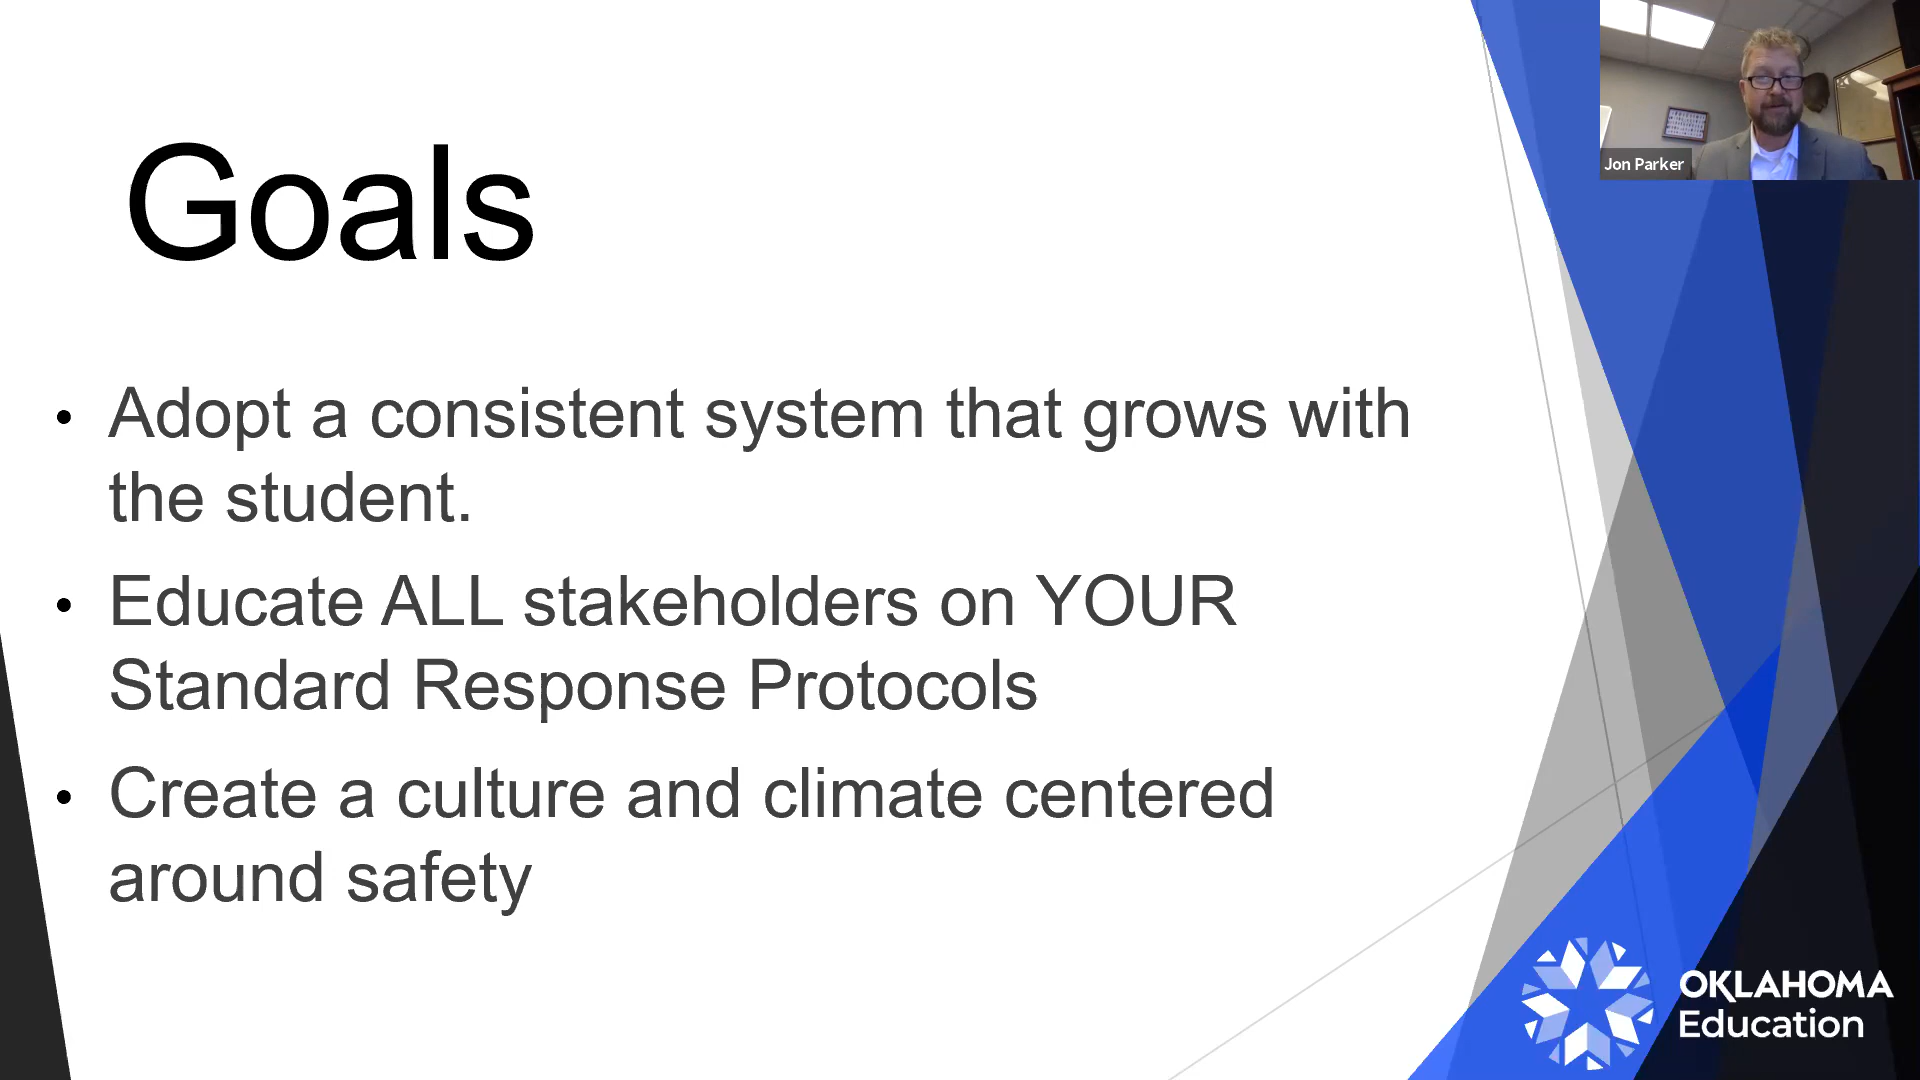 Goals
• Adopt a consistent system that grows with
the student.
• Educate ALL stakeholders on YOUR
Standard Response Protocols
• Create a culture and climate centered
around safety
Jon Parker
OKLAHOMA
Education